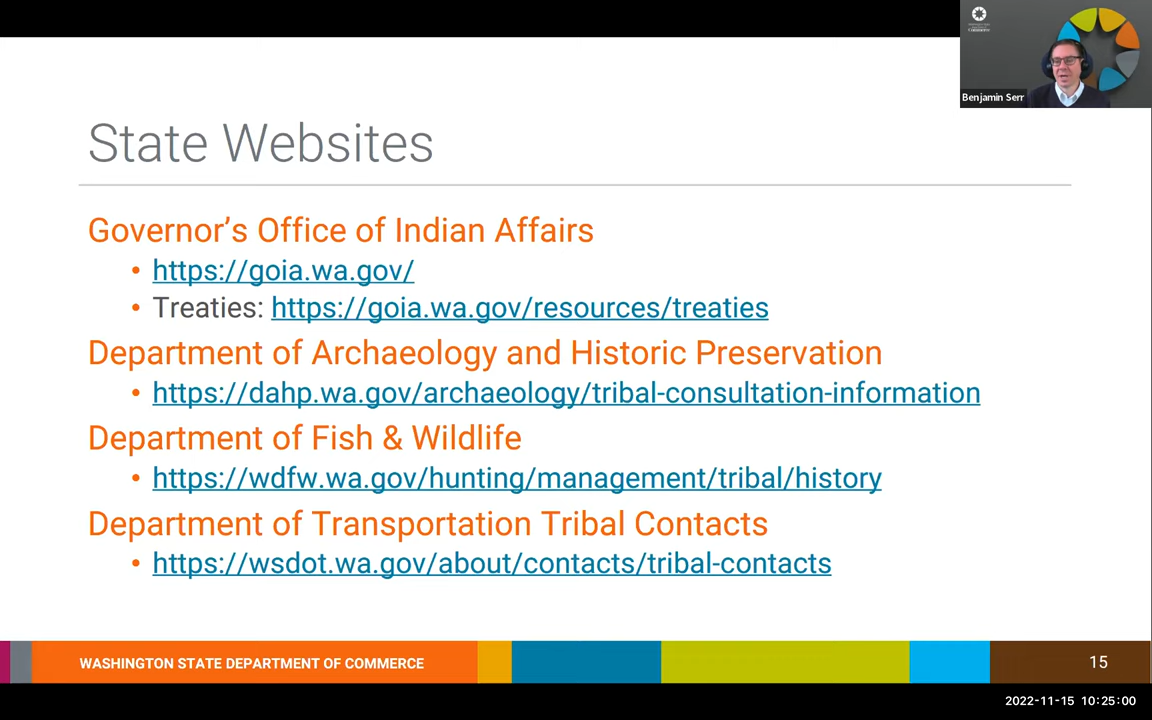 Benjamin Serr
State Websites
Governor's Office of Indian Affairs
• https://goia.wa.gov/
• Treaties: https://goia.wa.gov/resources/treaties
Department of Archaeology and Historic Preservation
• https://dahp.wa.gov/archaeology/tribal-consultation-information
Department of Fish & Wildlife
• https://wdfw.wa.gov/hunting/management/tribal/history
Department of Transportation Tribal Contacts
• https://wsdot.wa.gov/about/contacts/tribal-contacts
WASHINGTON STATE DEPARTMENT OF COMMERCE
15
2022-11-15 10:25:00